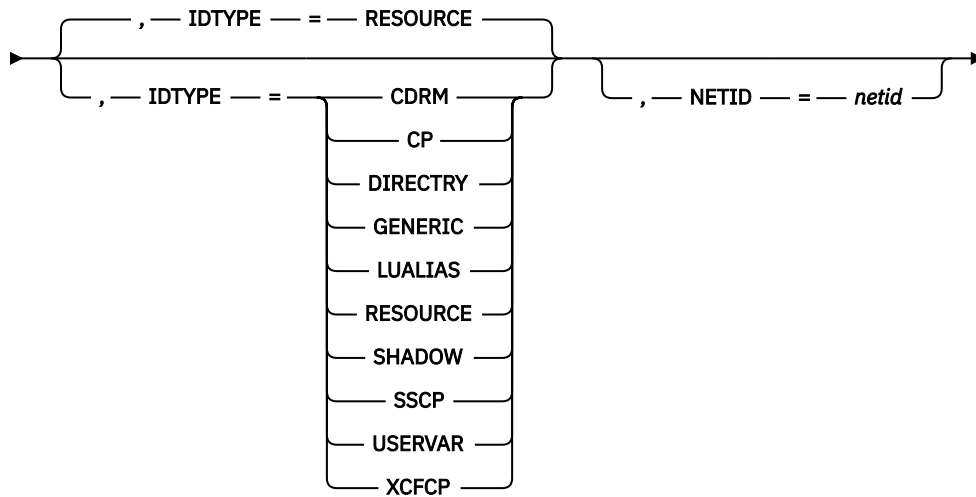 , IDTYPE = RESOURCE
, IDTYPE = CDRM , NETID = netid
CP
DIRECTRY
GENERIC
LUALIAS
RESOURCE
SHADOW
SSCP
USERVAR
XCFCP